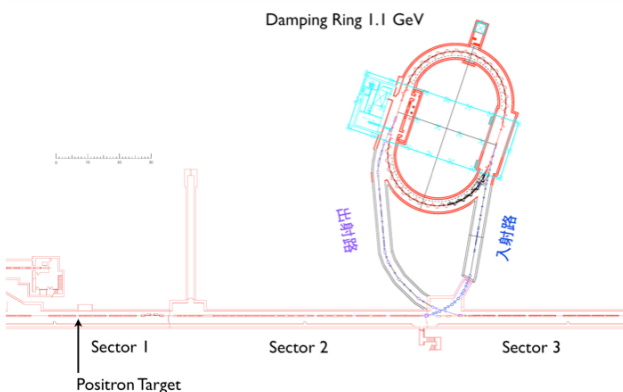 Damping Ring 1.1 GeV
出射路
入射路
Sector 1
Sector 2
Sector 3
Positron Target